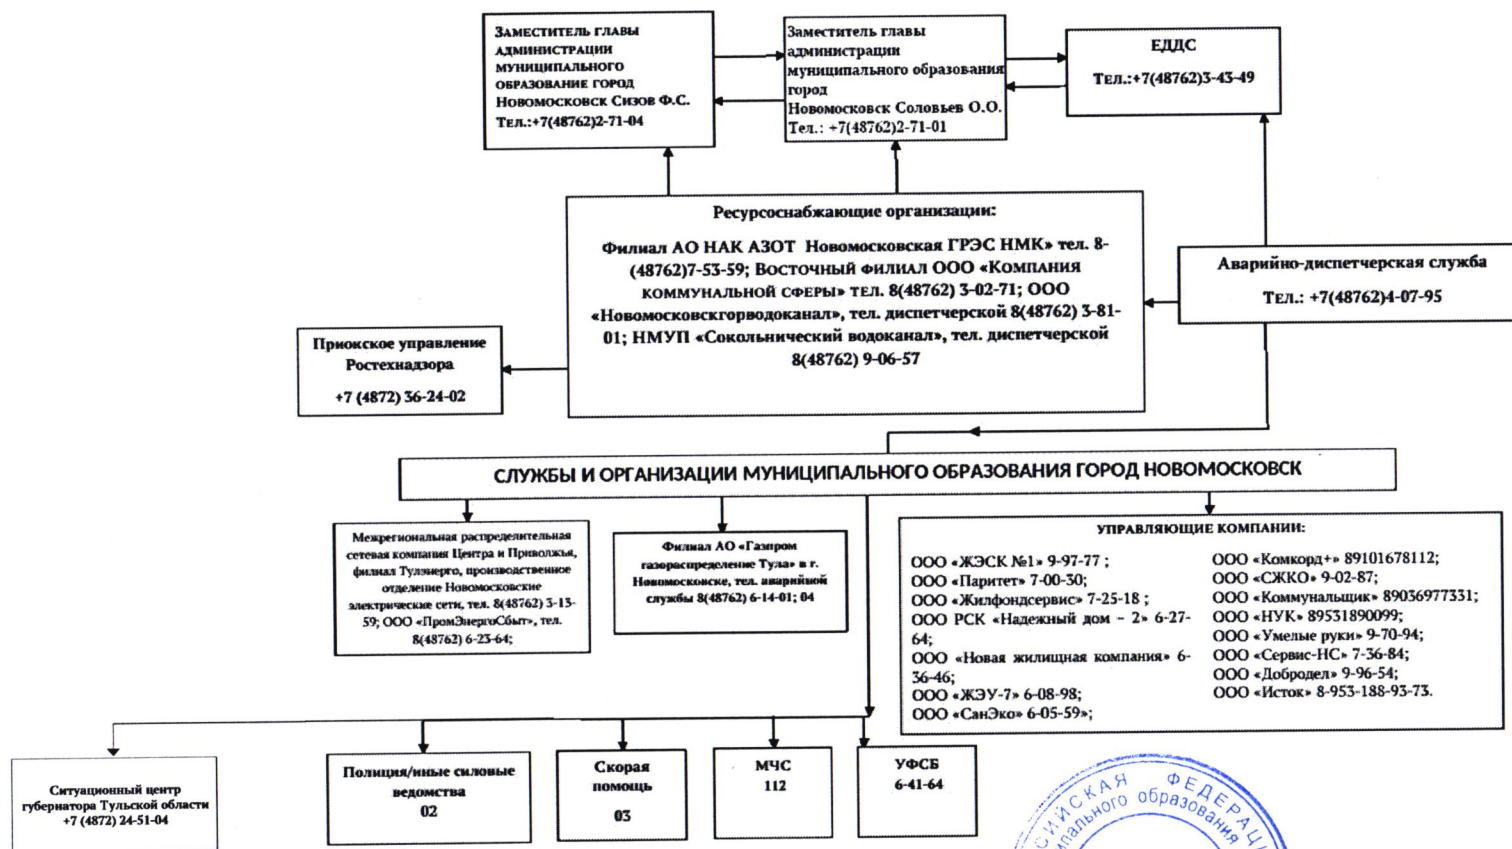 ЗАМЕСТИТЕЛЬ ГЛАВЫ
АДМИНИСТРАЦИИ
МУНИЦИПАЛЬНОГО
ОБРАЗОВАНИЕ ГОРОД
НОВОМОСКОВСК СИЗОВ Ф.С.
ТЕЛ.:+7(48762)2-71-04
Заместитель главы
администрации
муниципального образования
город
Новомосковск Соловьев О.О.
Тел.: +7(48762)2-71-01
ЕДДС
ТЕЛ.:+7(48762)3-43-49
Ресурсоснабжающие организации:
Филиал АО НАК АЗОТ Новомосковская ГРЭС НМК» тел. 8-
(48762)7-53-59; ВОСТОЧНЫЙ ФИЛИАЛ ООО «КОМПАНИЯ
КОММУНАЛЬНОЙ СФЕРЫ» ТЕЛ. 8(48762) 3-02-71; ООО
«Новомосковскгорводоканал», тел. диспетчерской 8(48762) 3-81-
01; НМУП «Сокольнический водоканал», тел. диспетчерской
8(48762) 9-06-57
Аварийно-диспетчерская служба
ТЕЛ.: +7(48762)4-07-95
Приокское управление
Ростехнадзора
+7 (4872) 36-24-02
СЛУЖБЫ И ОРГАНИЗАЦИИ МУНИЦИПАЛЬНОГО ОБРАЗОВАНИЯ ГОРОД НОВОМОСКОВСК
Межрегиональная распределительная
сетевая компания Центра и Приволжья,
филиал Тулэнерго, производственное
отделение Новомосковские
электрические сети, тел. 8(48762) 3-13-
59; ООО «ПромЭнергоСбыт», тел.
8(48762) 6-23-64;
Филиал АО «Газпром
газораспределение Тула» в г.
Новомосковске, тел. аварийной
службы 8(48762) 6-14-01; 04
УПРАВЛЯЮЩИЕ КОМПАНИИ:
ООО «ЖЭСК №1» 9-97-77 ;
ООО «Паритет» 7-00-30;
ООО «Жилфондсервис» 7-25-18 ;
ООО РСК «Надежный дом – 2» 6-27-
64;
ООО «Новая жилищная компания» 6-
36-46;
ООО «ЖЭУ-7» 6-08-98;
ООО «СанЭко» 6-05-59»;
ООО «Комкорд+» 89101678112;
ООО «СЖКО» 9-02-87;
ООО «Коммунальщик» 89036977331;
ООО «НУК» 89531890099;
ООО «Умелые руки» 9-70-94;
ООО «Сервис-НС» 7-36-84;
ООО «Добродел» 9-96-54;
ООО «Исток» 8-953-188-93-73.
Ситуационный центр
губернатора Тульской области
+7 (4872) 24-51-04
Полиция/иные силовые
ведомства
02
Скорая
помощь
03
МЧС
112
УФСБ
6-41-64
образования